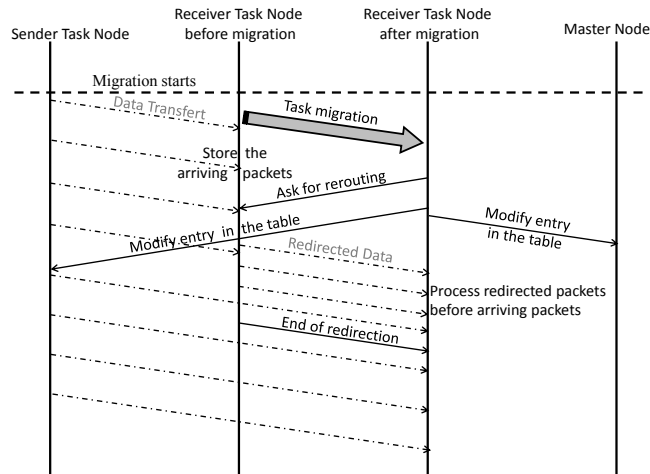 Sender Task Node
Receiver Task Node
before migration
Receiver Task Node
after migration
Master Node
Migration starts
Data Transfert
Task migration
Store the
arriving packets
Ask for rerouting
Modify entry in the table
Modify entry
in the table
Redirected Data
Process redirected packets
before arriving packets
End of redirection